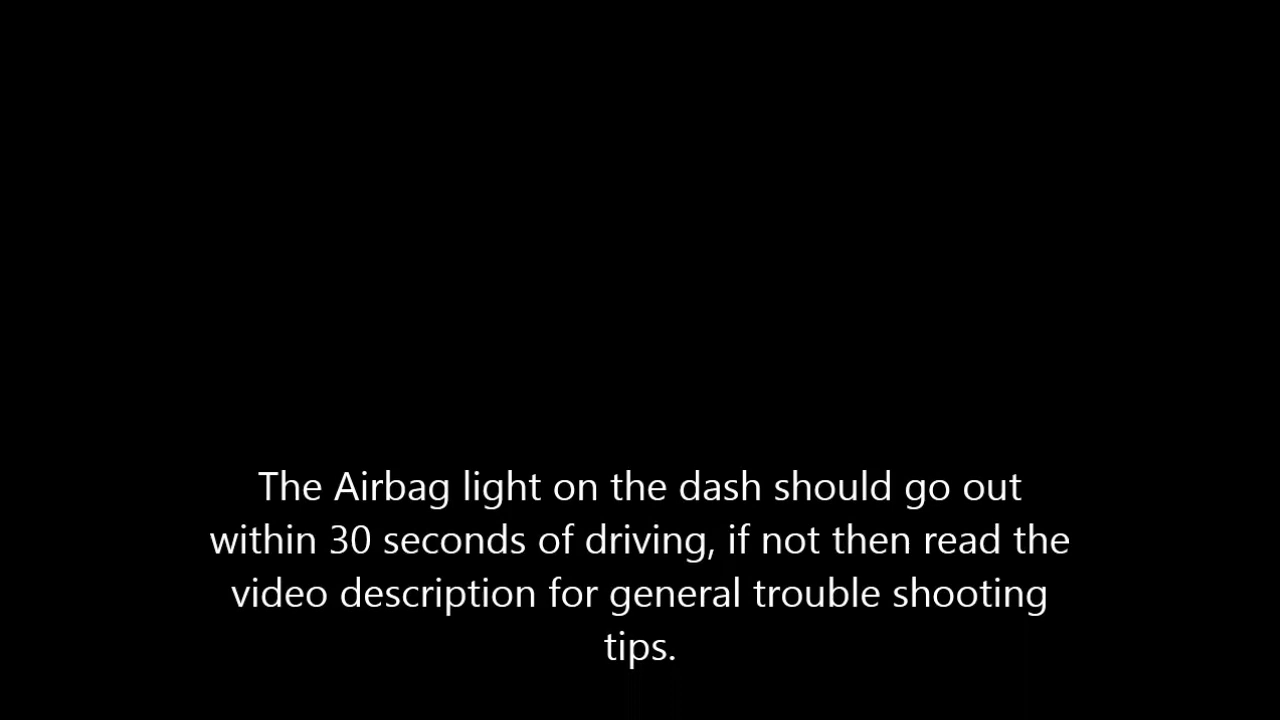 The Airbag light on the dash should go out
within 30 seconds of driving, if not then read the
video description for general trouble shooting
tips.